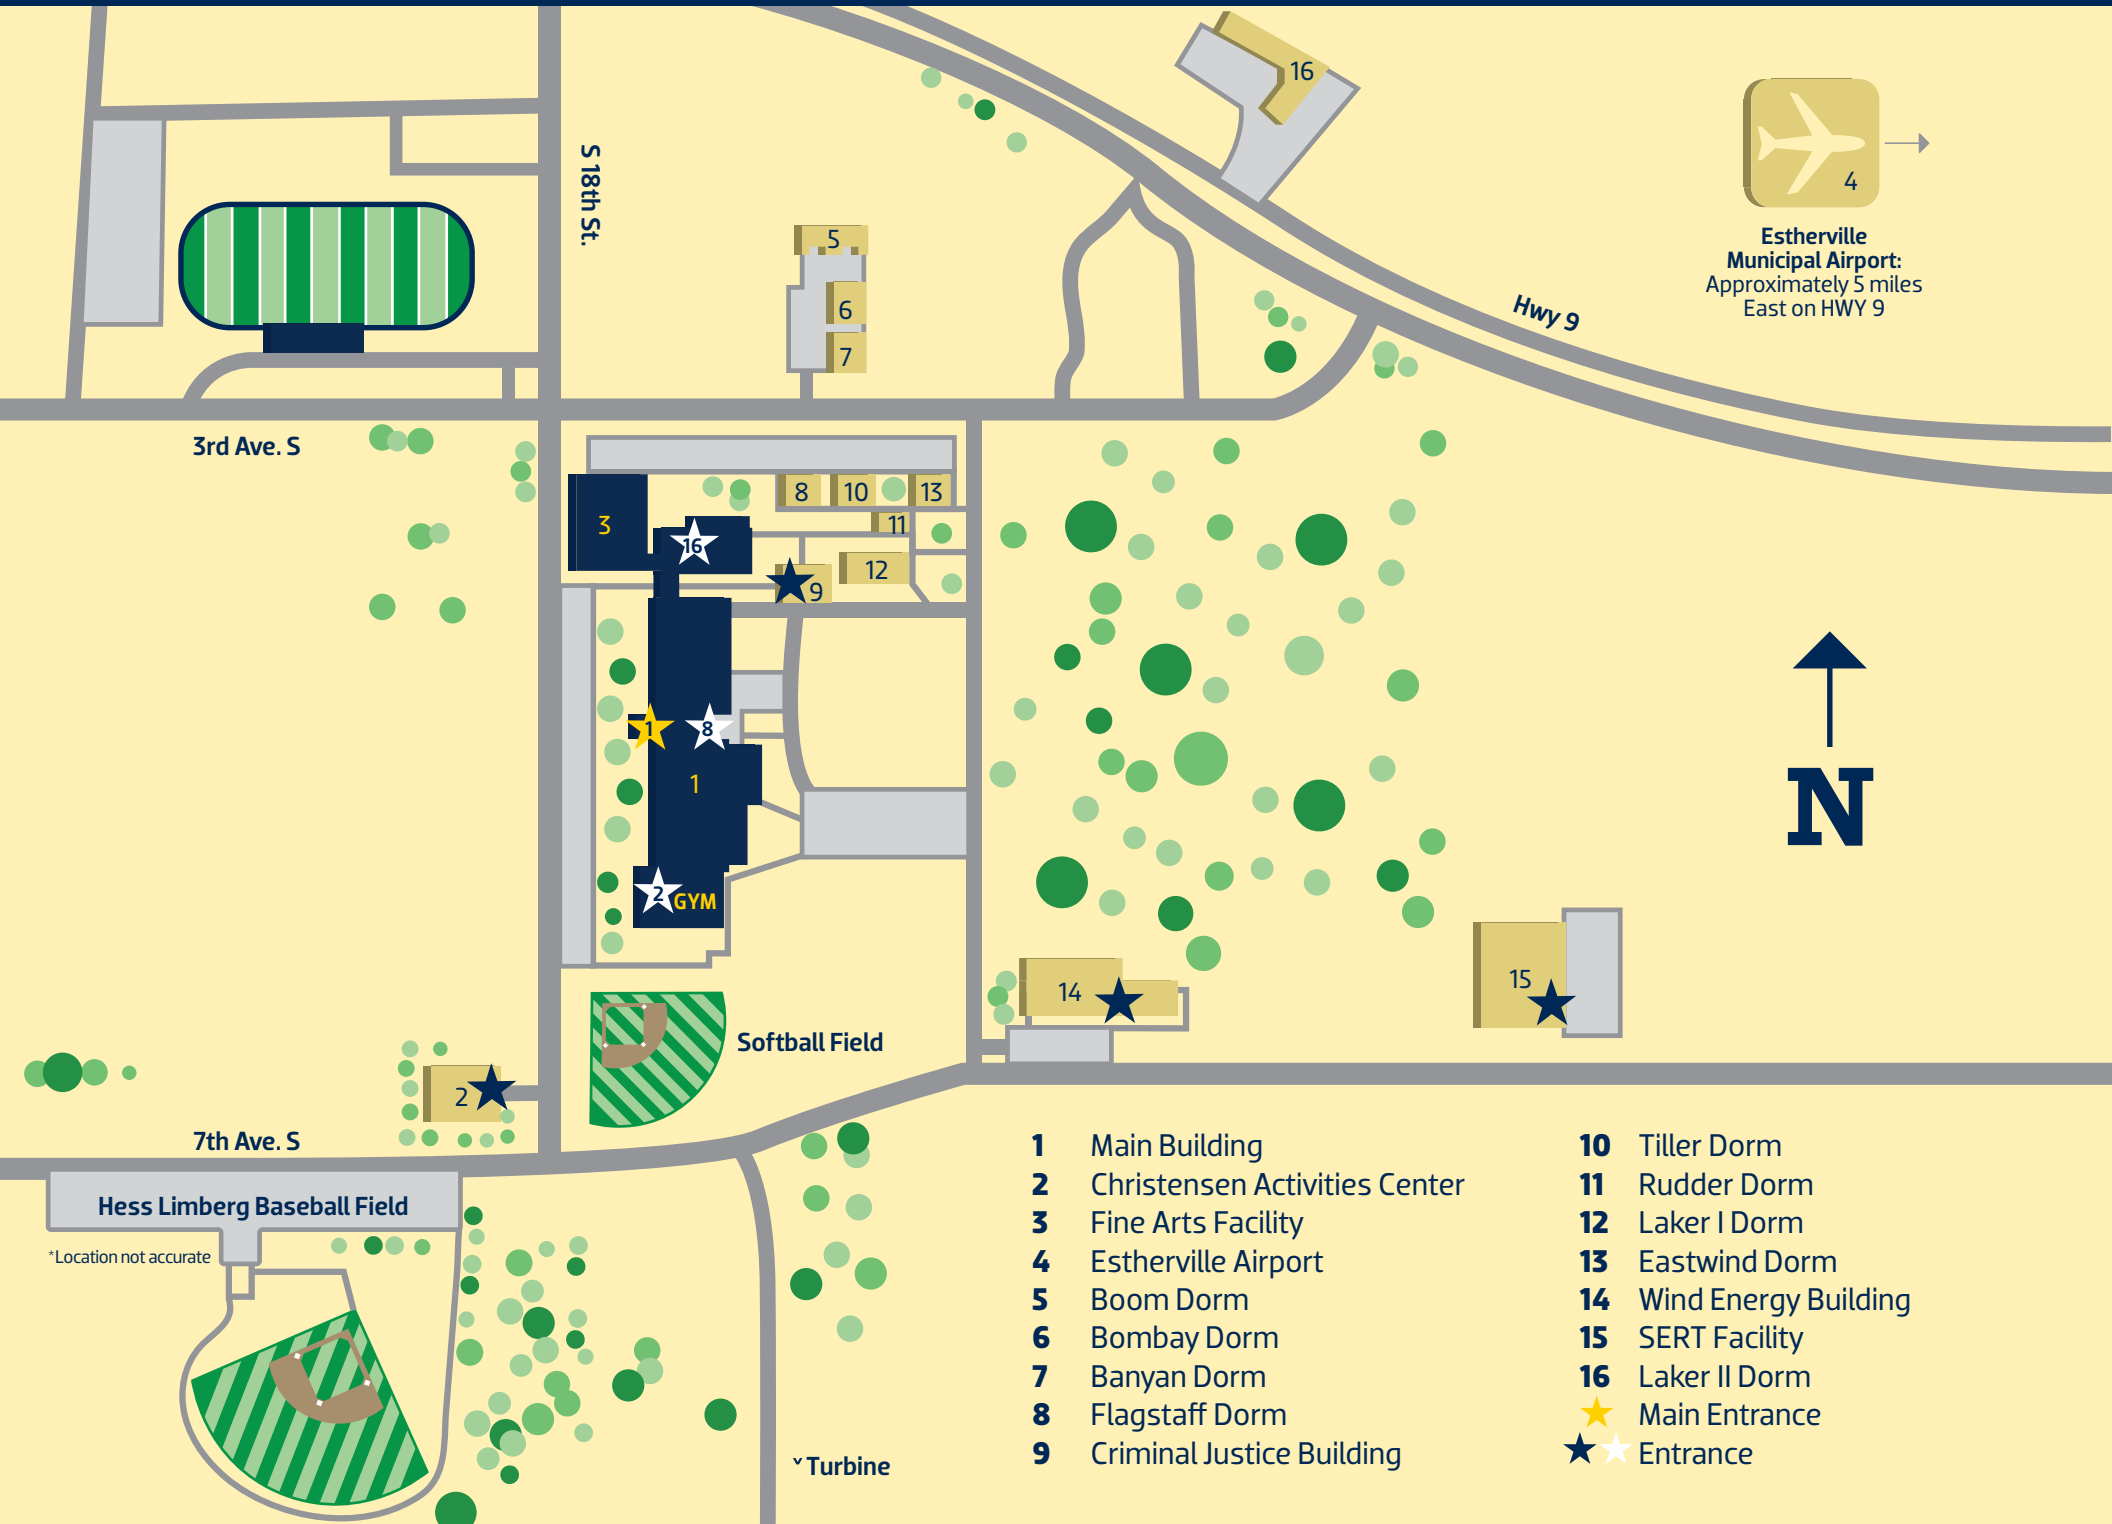 16
4
Estherville
Municipal Airport:
Approximately 5 miles
East on HWY 9
S 18th St.
5
6
7
Hwy 9
3rd Ave. S
3
16
8
10
13
11
12
9
1
8
1
2
GYM
N
14
15
Softball Field
2
7th Ave. S
Hess Limberg Baseball Field
*Location not accurate
˅ Turbine
1 Main Building
2 Christensen Activities Center
3 Fine Arts Facility
4 Estherville Airport
5 Boom Dorm
6 Bombay Dorm
7 Banyan Dorm
8 Flagstaff Dorm
9 Criminal Justice Building
10 Tiller Dorm
11 Rudder Dorm
12 Laker I Dorm
13 Eastwind Dorm
14 Wind Energy Building
15 SERT Facility
16 Laker II Dorm
Main Entrance
Entrance